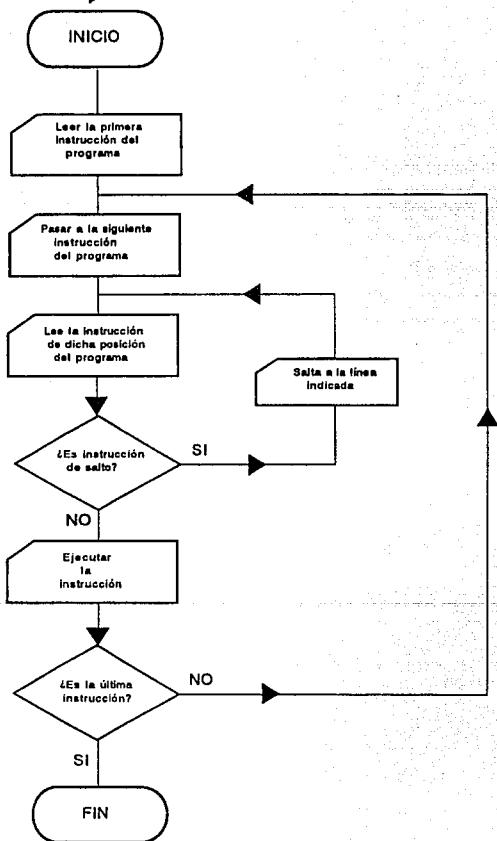 INICIO
Leer la primera
instrucción del
programa
Pasar a la siguiente
instrucción
del programa
Lee la instrucción
de dicha posición
del programa
Salta a la línea
indicada
¿Es instrucción
de salto?
SI
NO
Ejecutar
la
instrucción
¿Es la última
instrucción?
NO
SI
FIN